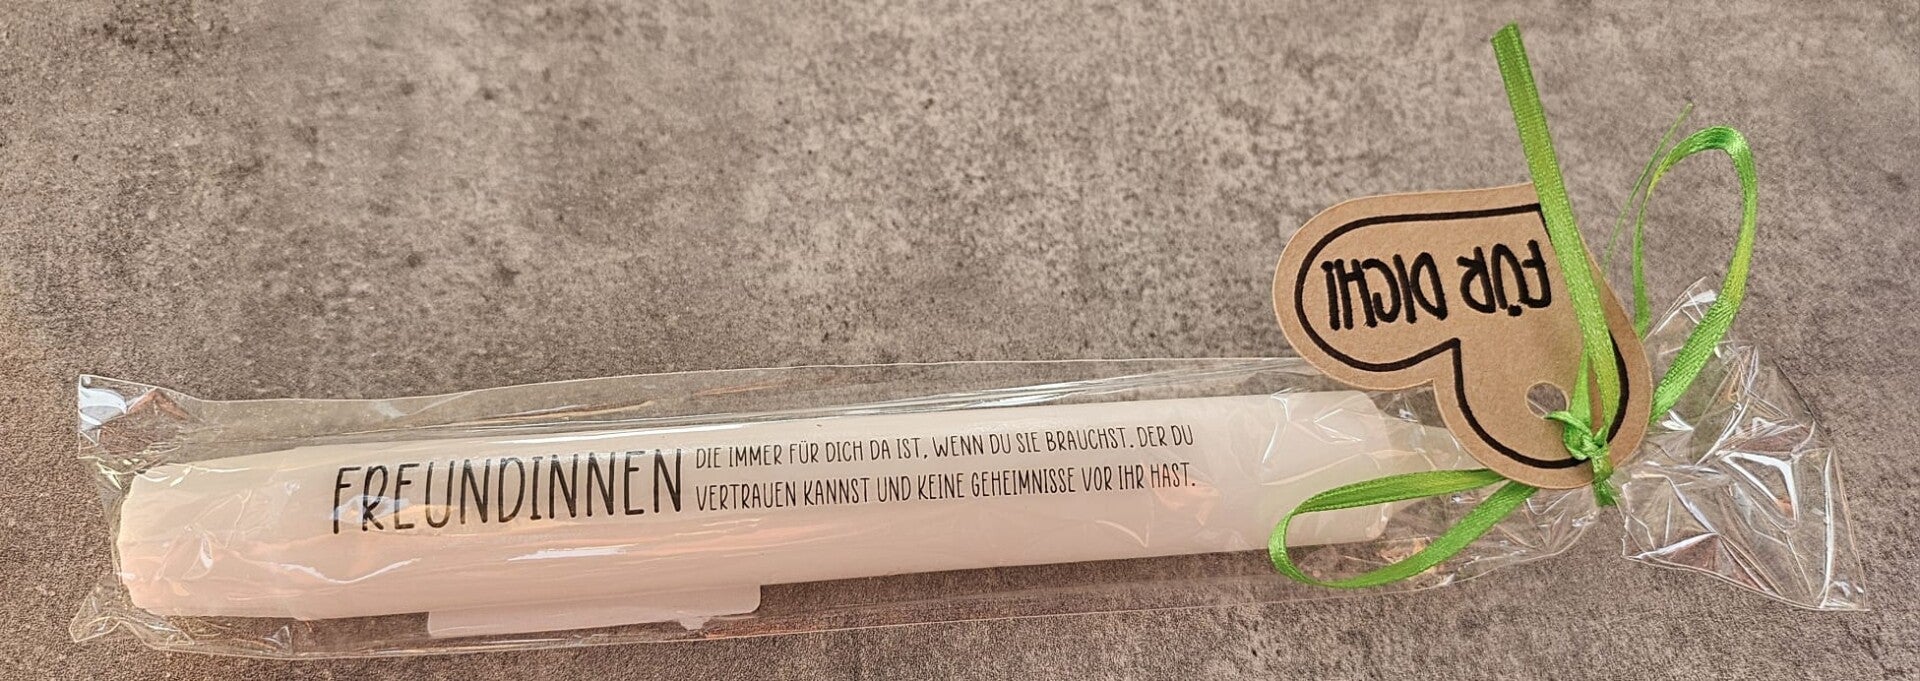 FREUNDINNEN
DIE IMMER FÜR DICH DA IST, WENN DU SIE BRAUCHST. DER DU
VERTRAUEN KANNST UND KEINE GEHEIMNISSE VOR IHR HAST.
FÜR DICH!